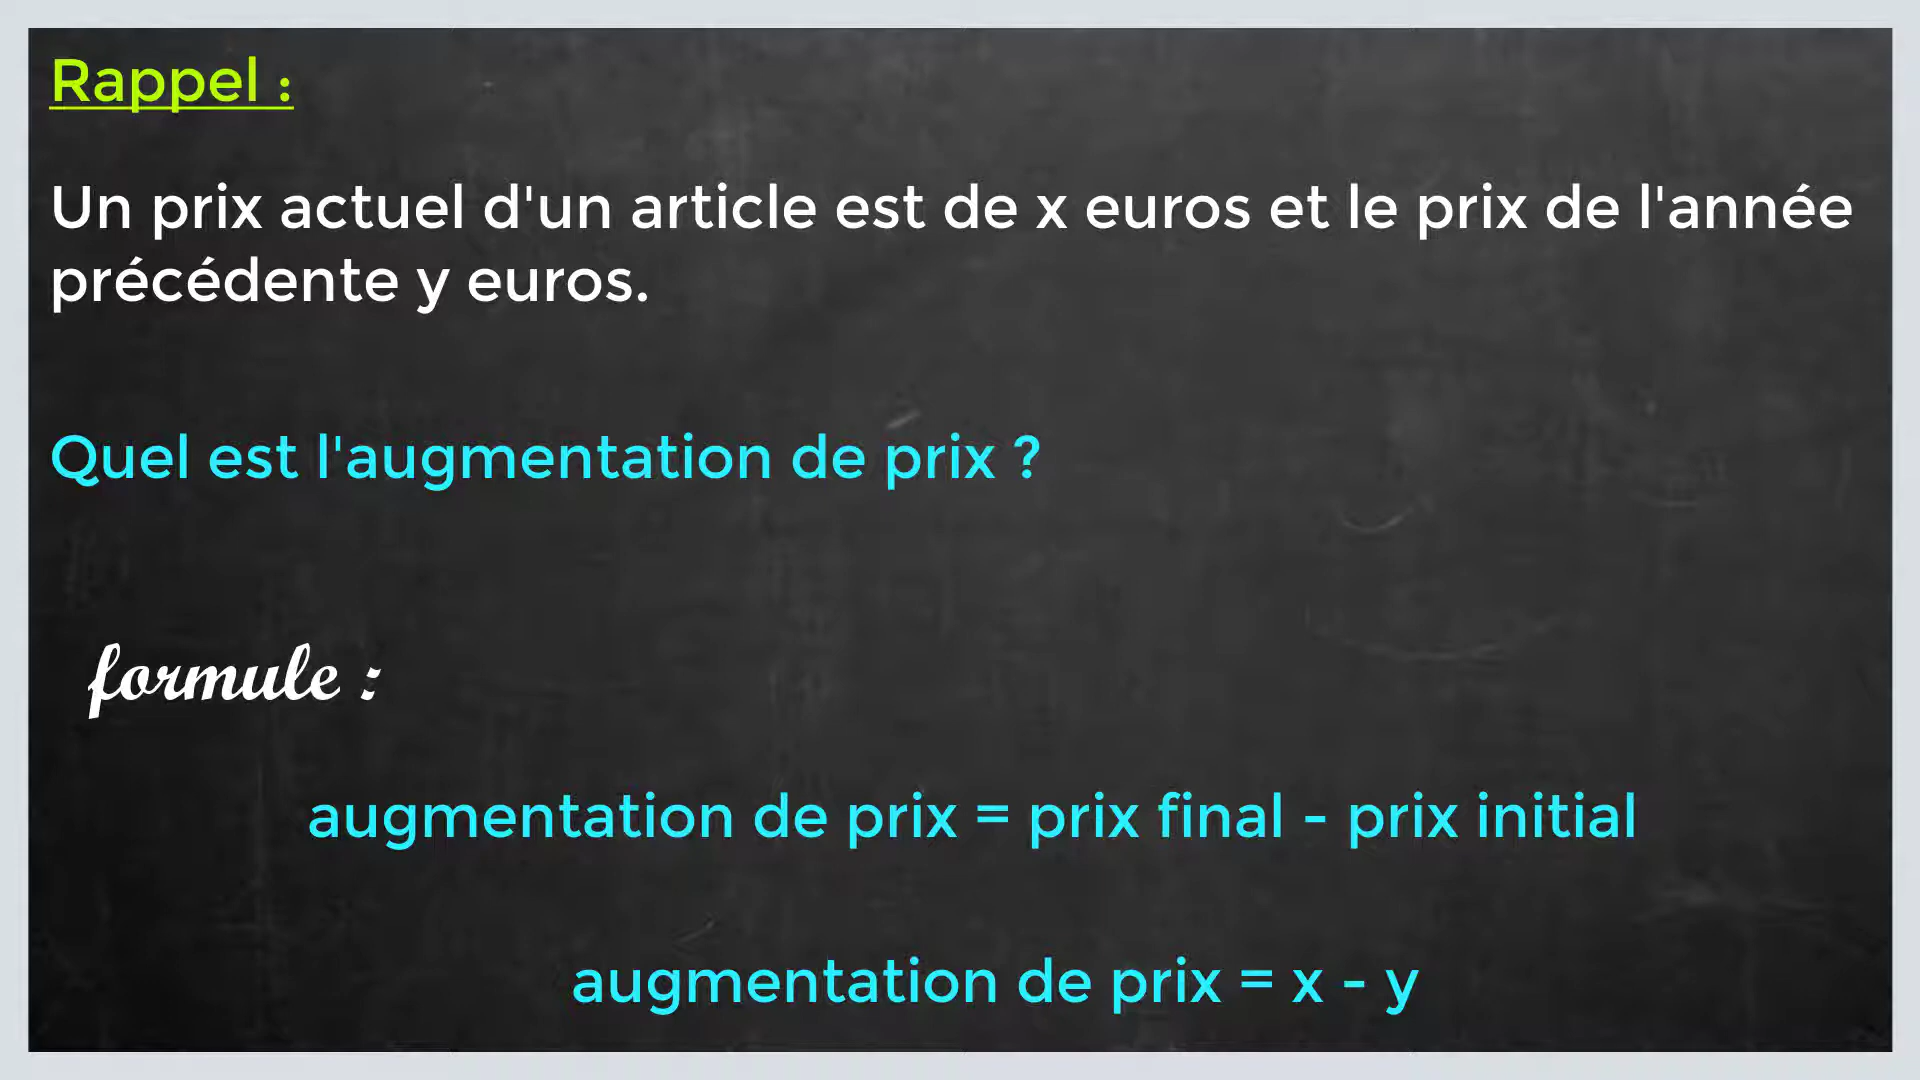 Rappel :
Un prix actuel d'un article est de x euros et le prix de l'année
précédente y euros.
Quel est l'augmentation de prix ?
formule :
augmentation de prix = prix final - prix initial
augmentation de prix = x - y